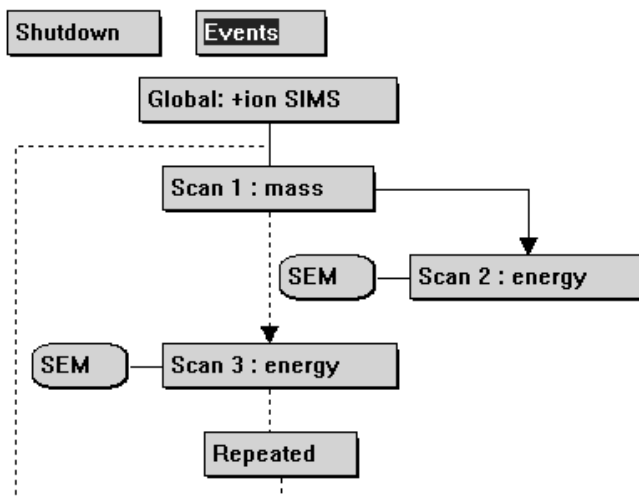 Shutdown
Events
Global: +ion SIMS
Scan 1 : mass
SEM
Scan 2 : energy
SEM
Scan 3 : energy
Repeated